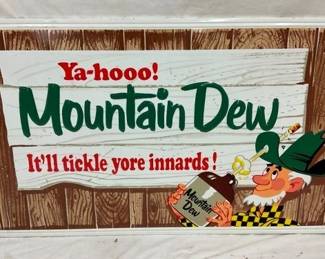 Ya-hooo!
Mountain Dew
It'll tickle yore innards!
Mountain
Dew